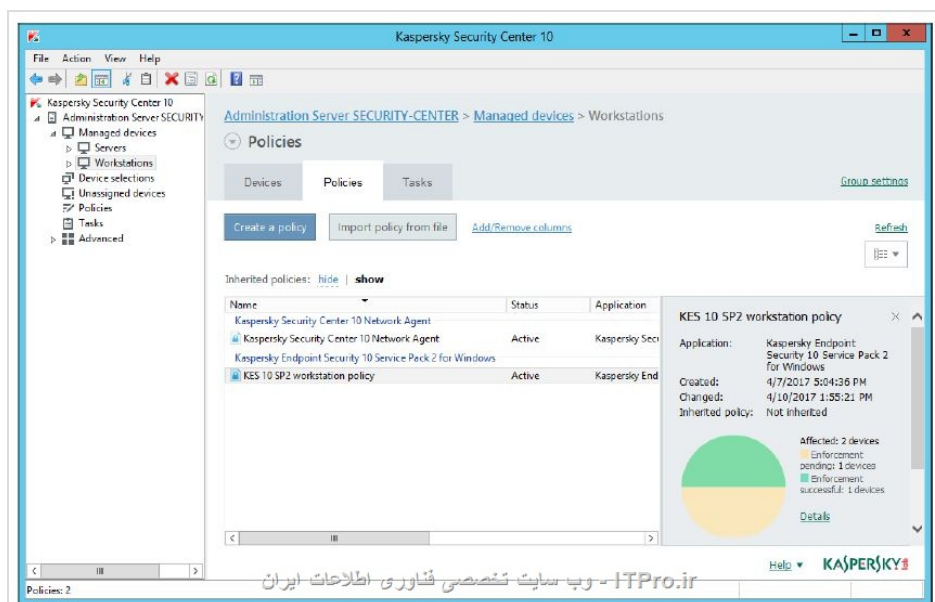 Kaspersky Security Center 10
File Action View Help
Kaspersky Security Center 10
Administration Server SECURITY
Managed devices
Servers
Workstations
Device selections
Unassigned devices
Policies
Tasks
Advanced
Administration Server SECURITY-CENTER > Managed devices > Workstations
Policies
Devices Policies Tasks
Group settings
Create a policy Import policy from file Add/Remove columns
Refresh
Inherited policies: hide | show
Name Status Application
Kaspersky Security Center 10 Network Agent
Kaspersky Security Center 10 Network Agent Active Kaspersky Secu
Kaspersky Endpoint Security 10 Service Pack 2 for Windows
KES 10 SP2 workstation policy Active Kaspersky End
KES 10 SP2 workstation policy
Application: Kaspersky Endpoint
Security 10 Service Pack 2
for Windows
Created: 4/7/2017 5:04:36 PM
Changed: 4/10/2017 1:55:21 PM
Inherited policy: Not inherited
Affected: 2 devices
Enforcement
pending: 1 devices
Enforcement
successful: 1 devices
Details
Help KASPERSKY
ITPro.ir - وب سایت تخصصی فناوری اطلاعات ایران
Policies: 2